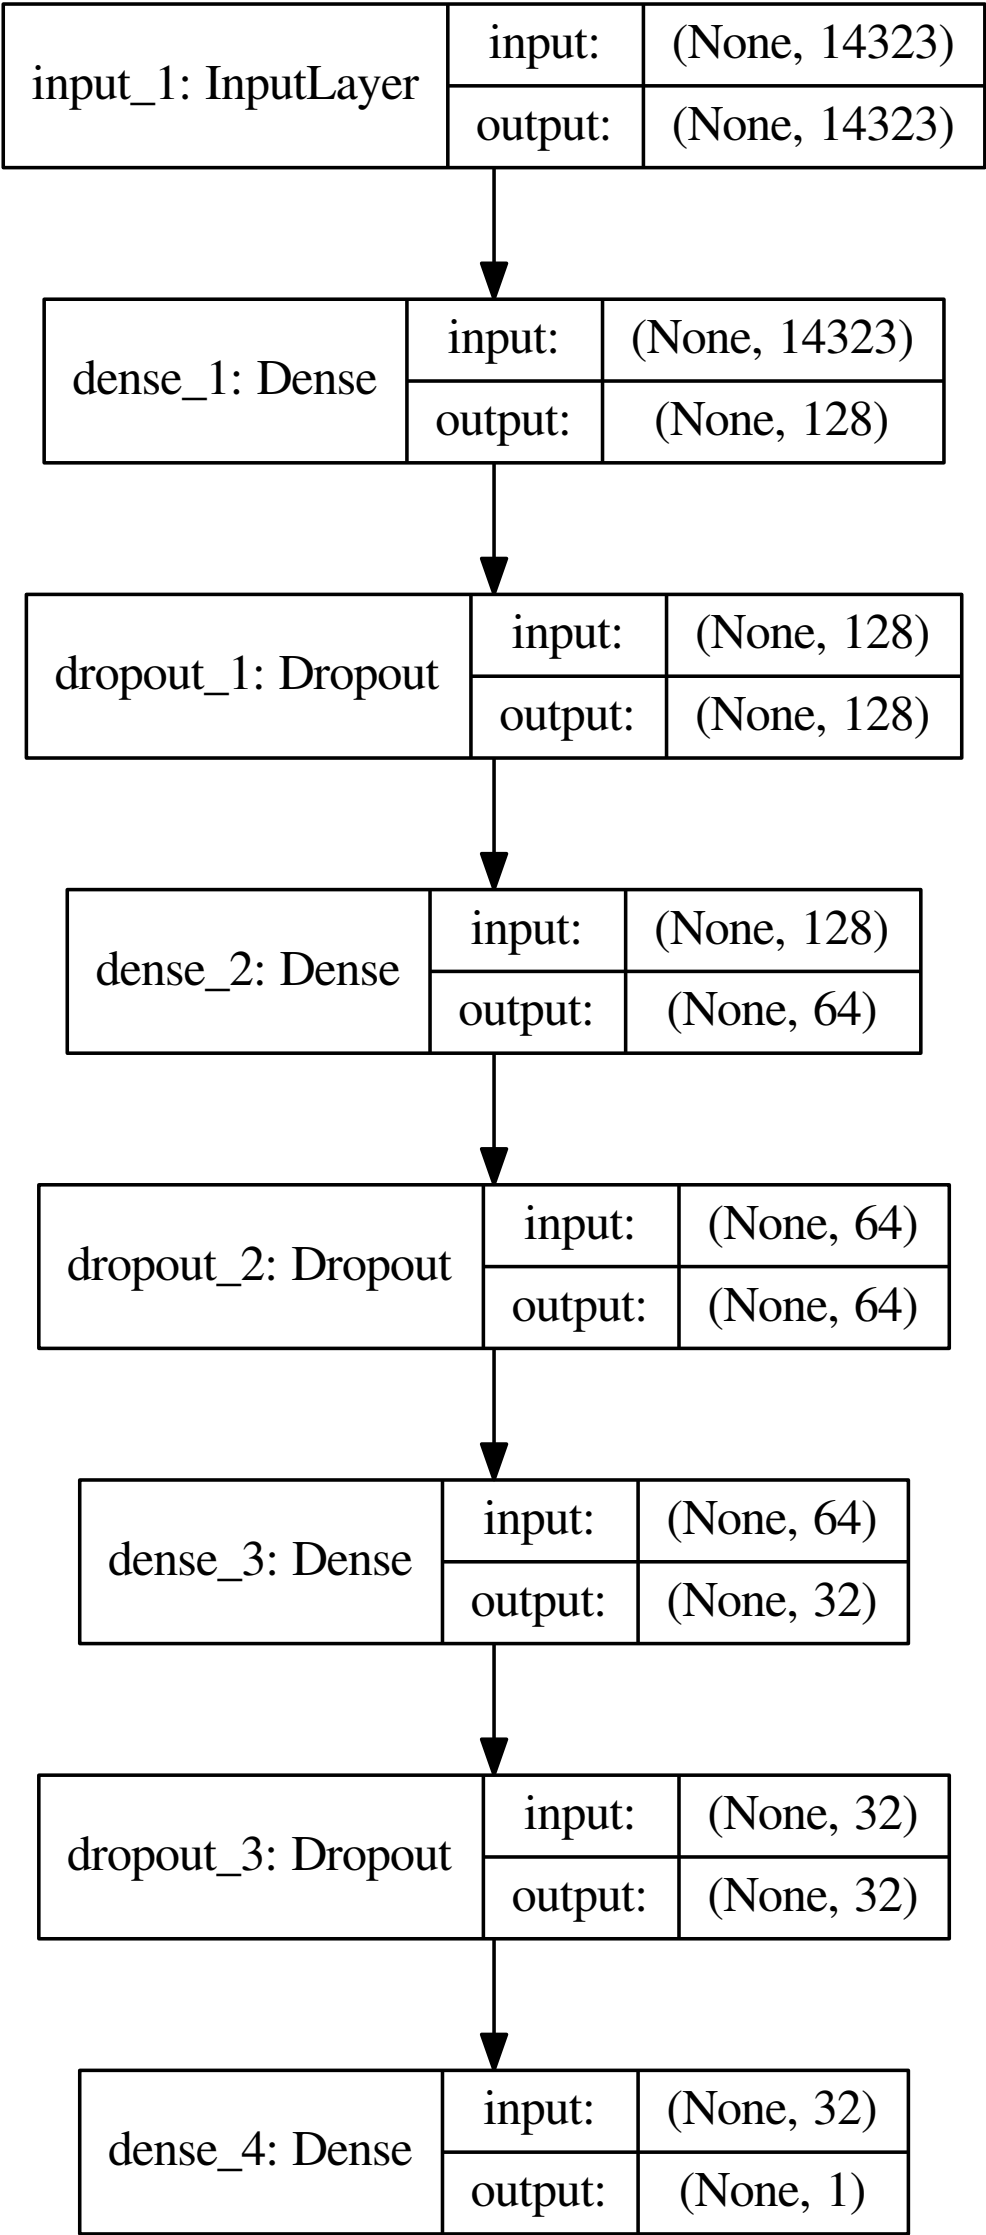 input_1: InputLayer
input: (None, 14323)
output: (None, 14323)
dense_1: Dense
input: (None, 14323)
output: (None, 128)
dropout_1: Dropout
input: (None, 128)
output: (None, 128)
dense_2: Dense
input: (None, 128)
output: (None, 64)
dropout_2: Dropout
input: (None, 64)
output: (None, 64)
dense_3: Dense
input: (None, 64)
output: (None, 32)
dropout_3: Dropout
input: (None, 32)
output: (None, 32)
dense_4: Dense
input: (None, 32)
output: (None, 1)